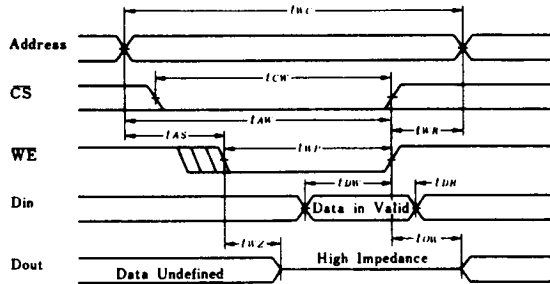 tWC
Address
tCW
CS
tAW
tAS
tWR
WE
tWP
tDW
tDH
Din
Data in Valid
tWZ
tOW
Dout
High Impedance
Data Undefined